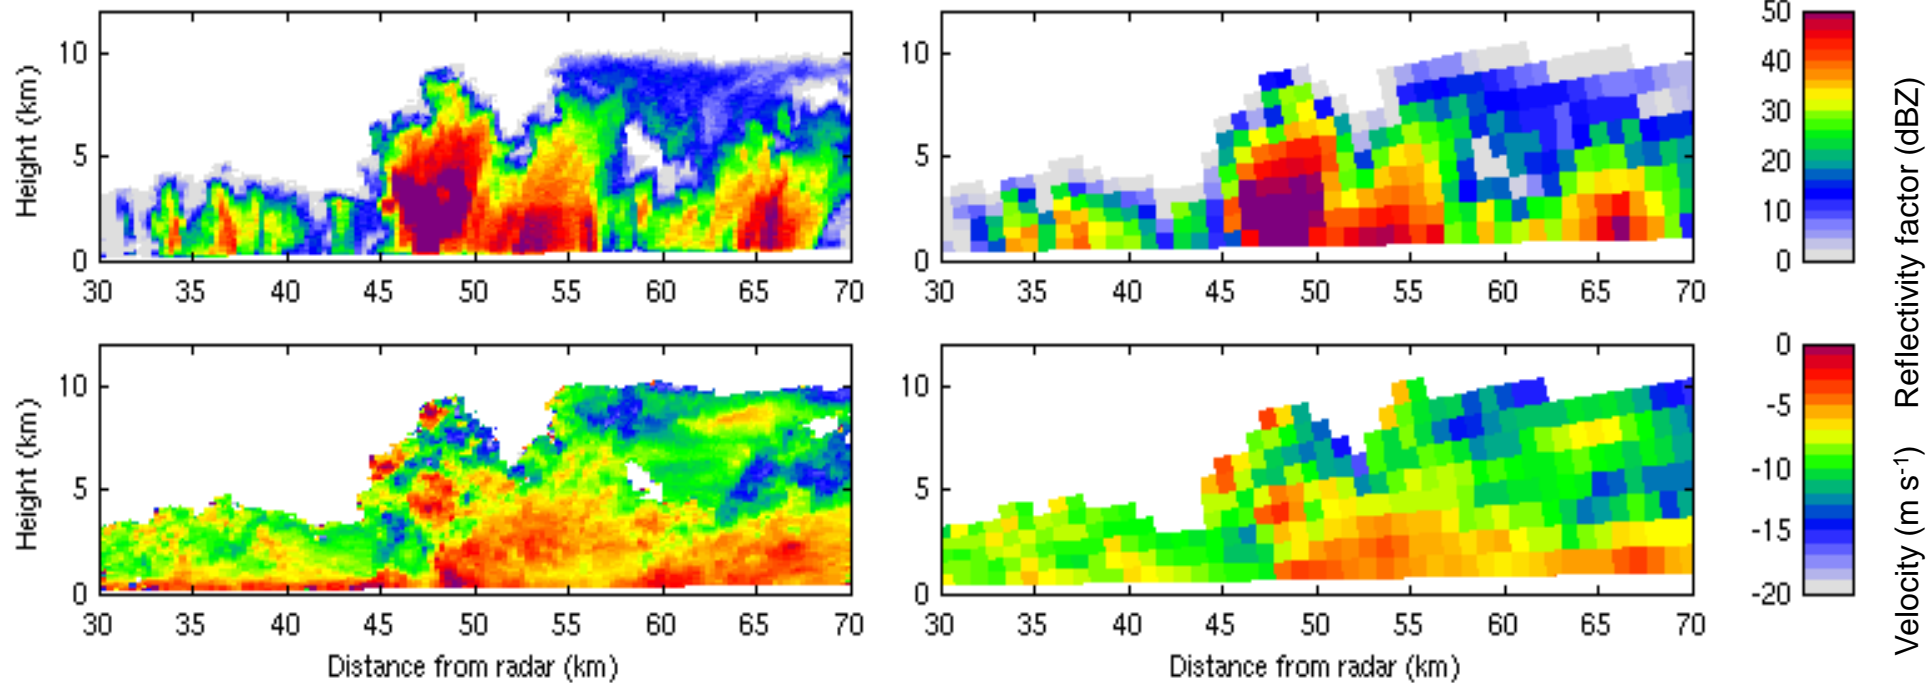 10
5
0
Height (km)
30 35 40 45 50 55 60 65 70
10
5
0
30 35 40 45 50 55 60 65 70
50
40
30
20
10
0
Reflectivity factor (dBZ)
10
5
0
Height (km)
30 35 40 45 50 55 60 65 70
Distance from radar (km)
10
5
0
30 35 40 45 50 55 60 65 70
Distance from radar (km)
0
-5
-10
-15
-20
Velocity (m s⁻¹)